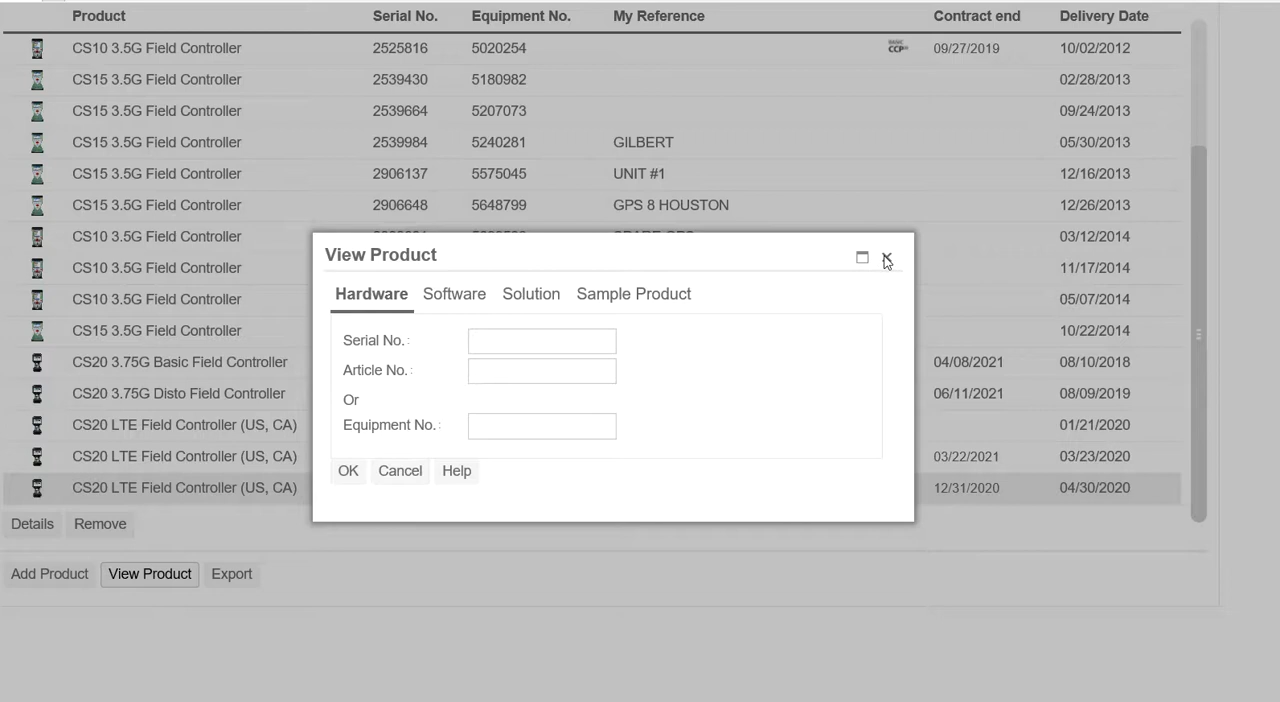 Product Serial No. Equipment No. My Reference Contract end Delivery Date
CS10 3.5G Field Controller 2525816 5020254 BASIC CCP 09/27/2019 10/02/2012
CS15 3.5G Field Controller 2539430 5180982 02/28/2013
CS15 3.5G Field Controller 2539664 5207073 09/24/2013
CS15 3.5G Field Controller 2539984 5240281 GILBERT 05/30/2013
CS15 3.5G Field Controller 2906137 5575045 UNIT #1 12/16/2013
CS15 3.5G Field Controller 2906648 5648799 GPS 8 HOUSTON 12/26/2013
CS10 3.5G Field Controller 03/12/2014
CS10 3.5G Field Controller 11/17/2014
CS10 3.5G Field Controller 05/07/2014
CS15 3.5G Field Controller 10/22/2014
CS20 3.75G Basic Field Controller 04/08/2021 08/10/2018
CS20 3.75G Disto Field Controller 06/11/2021 08/09/2019
CS20 LTE Field Controller (US, CA) 01/21/2020
CS20 LTE Field Controller (US, CA) 03/22/2021 03/23/2020
CS20 LTE Field Controller (US, CA) 12/31/2020 04/30/2020
Details Remove
Add Product View Product Export
View Product
Hardware Software Solution Sample Product
Serial No. :
Article No. :
Or
Equipment No. :
OK Cancel Help